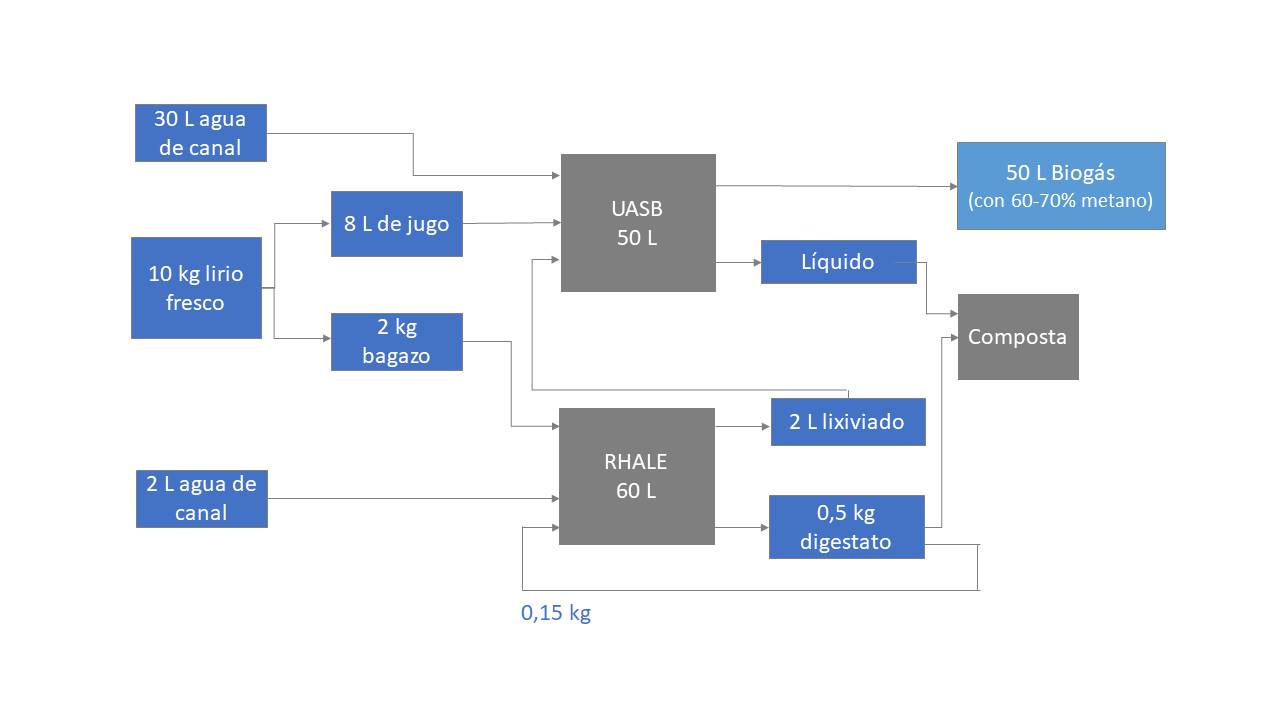 30 L agua
de canal
8 L de jugo
10 kg lirio
fresco
2 kg
bagazo
2 L agua de
canal
UASB
50 L
RHALE
60 L
50 L Biogás
(con 60-70% metano)
Líquido
Composta
2 L lixiviado
0,5 kg
digestato
0,15 kg